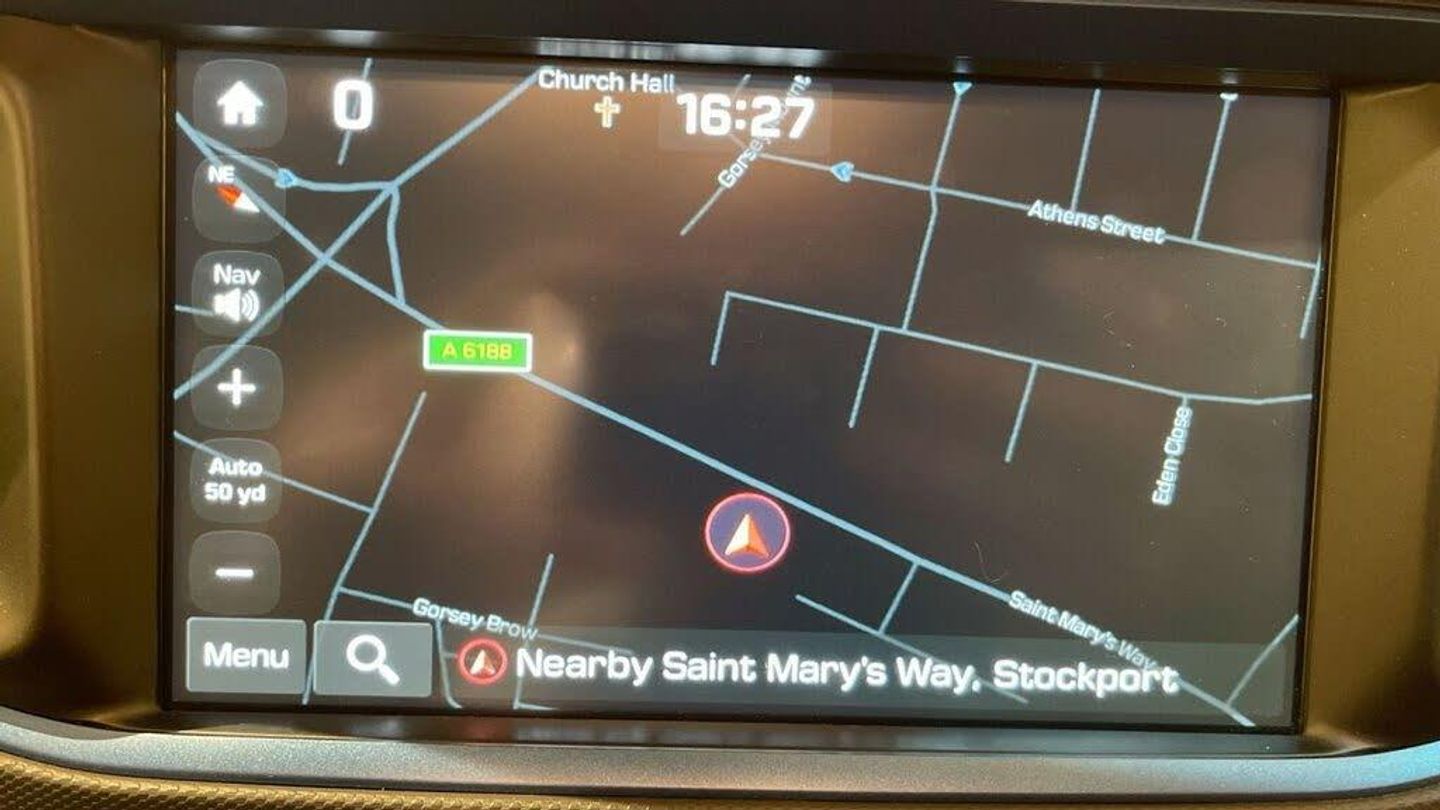 Church Hall
0
16:27
NE
Athens Street
Nav
A 6188
Auto
50 yd
Eden Close
Gorsey Brow
Saint Mary's Way
Menu
Nearby Saint Mary's Way, Stockport